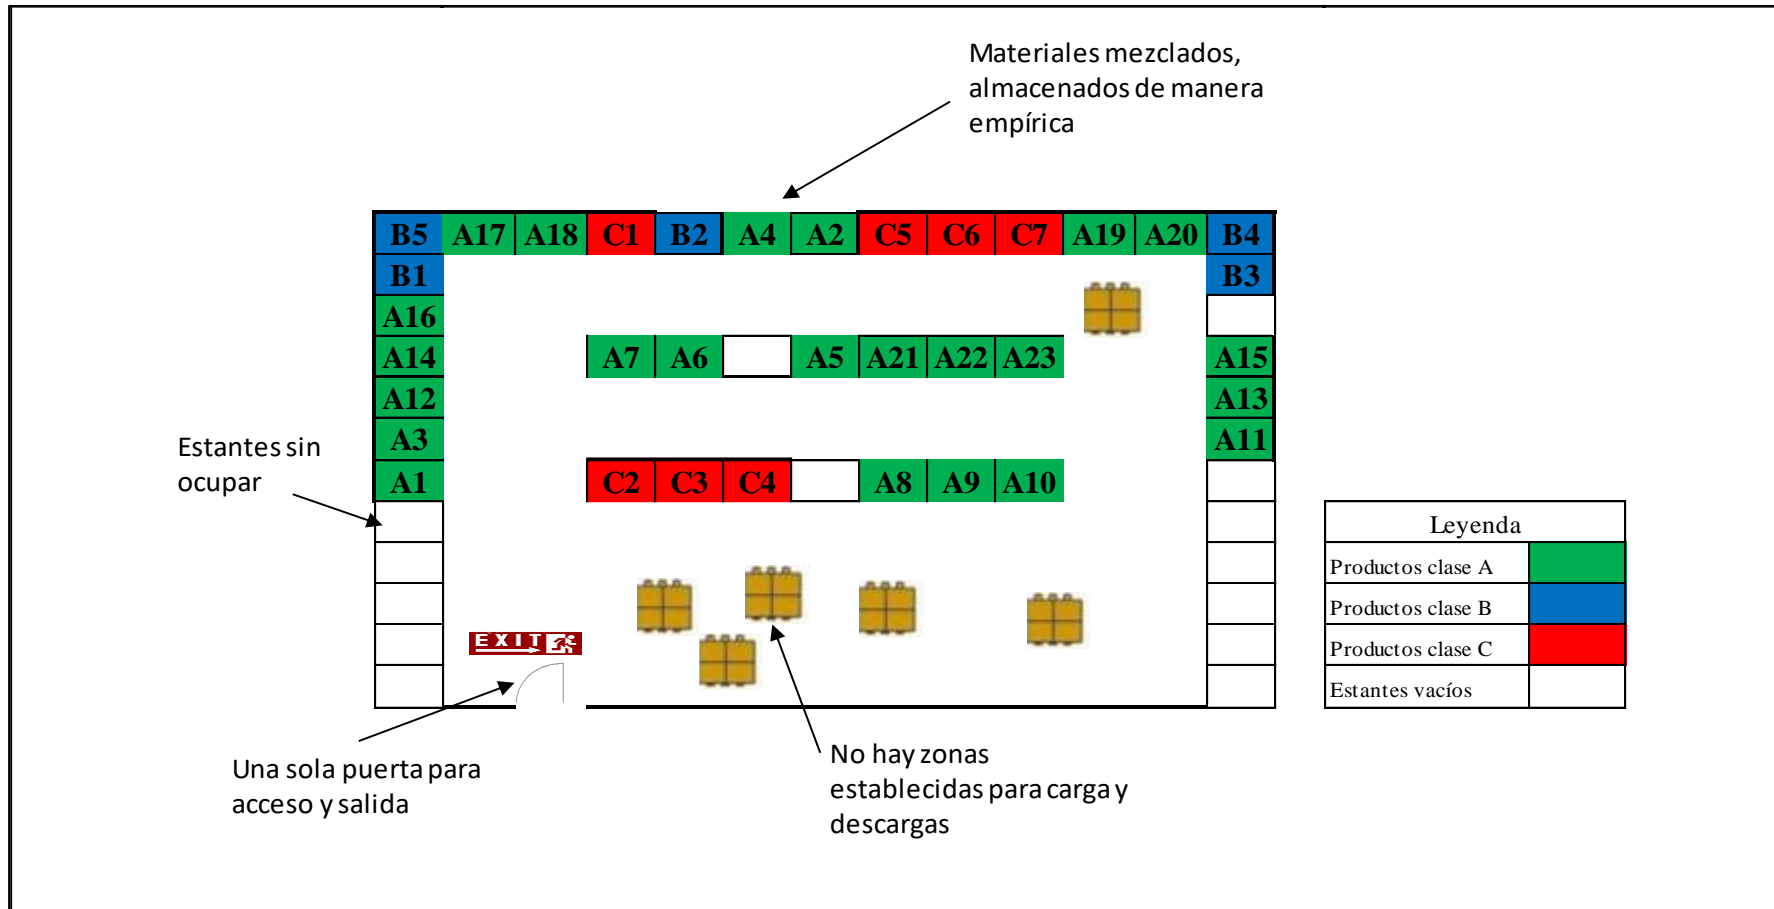 Materiales mezclados,
almacenados de manera
empírica
B5 A17 A18 C1 B2 A4 A2 C5 C6 C7 A19 A20 B4
B1 B3
A16
A14 A7 A6 A5 A21 A22 A23 A15
A12 A13
A3 A11
A1 C2 C3 C4 A8 A9 A10
Estantes sin
ocupar
Leyenda
Productos clase A
Productos clase B
Productos clase C
Estantes vacíos
EXIT
Una sola puerta para
acceso y salida
No hay zonas
establecidas para carga y
descargas